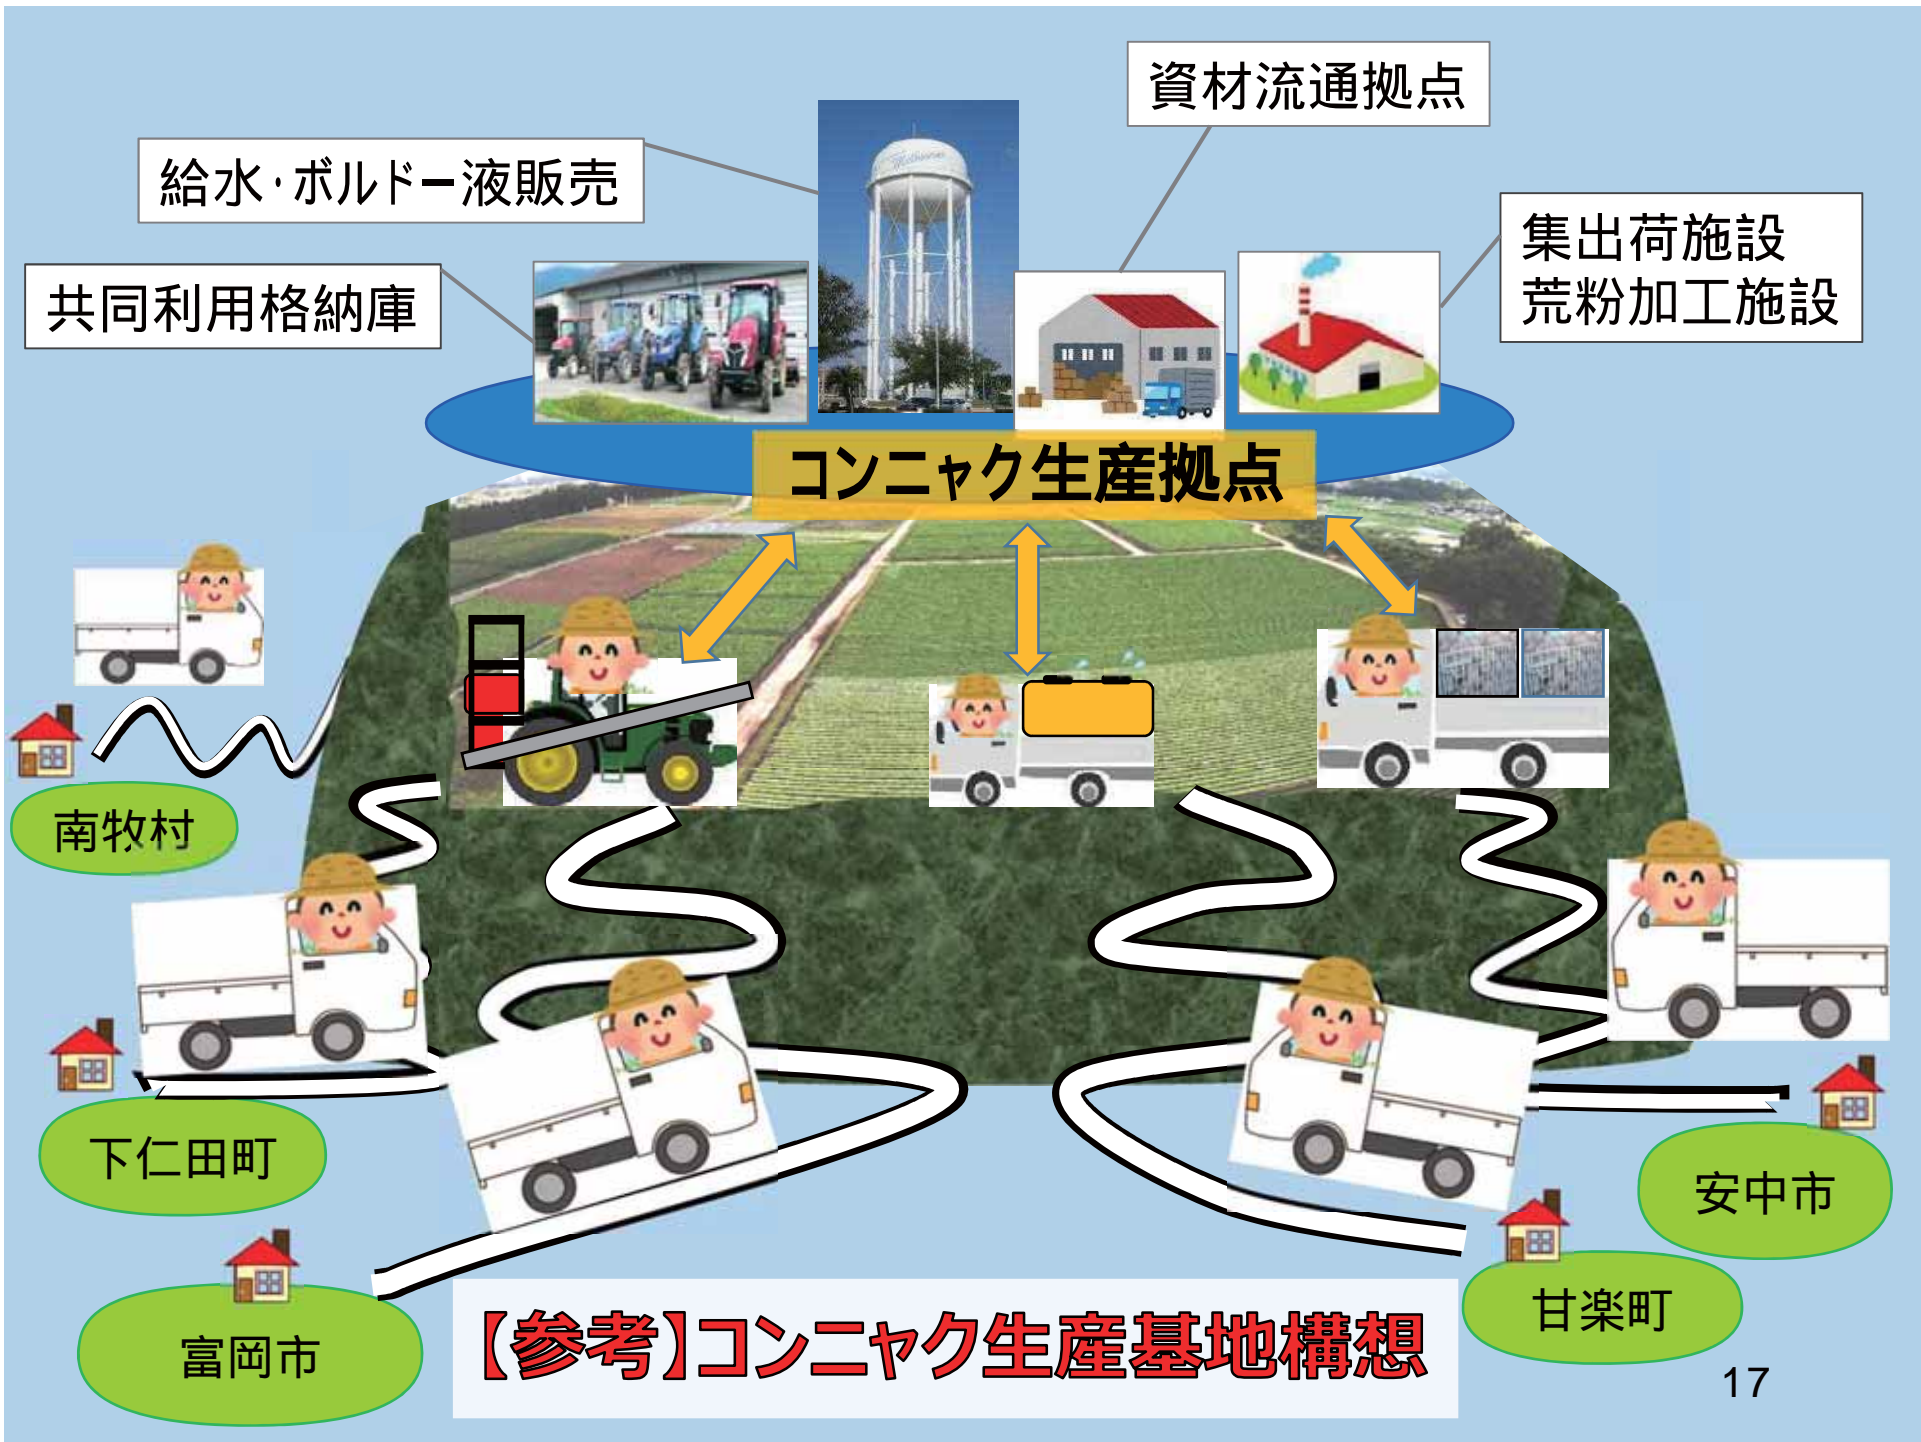 資材流通拠点
給水・ボルドー液販売
集出荷施設
荒粉加工施設
共同利用格納庫
コンニャク生産拠点
南牧村
下仁田町
安中市
甘楽町
富岡市
【参考】コンニャク生産基地構想
17